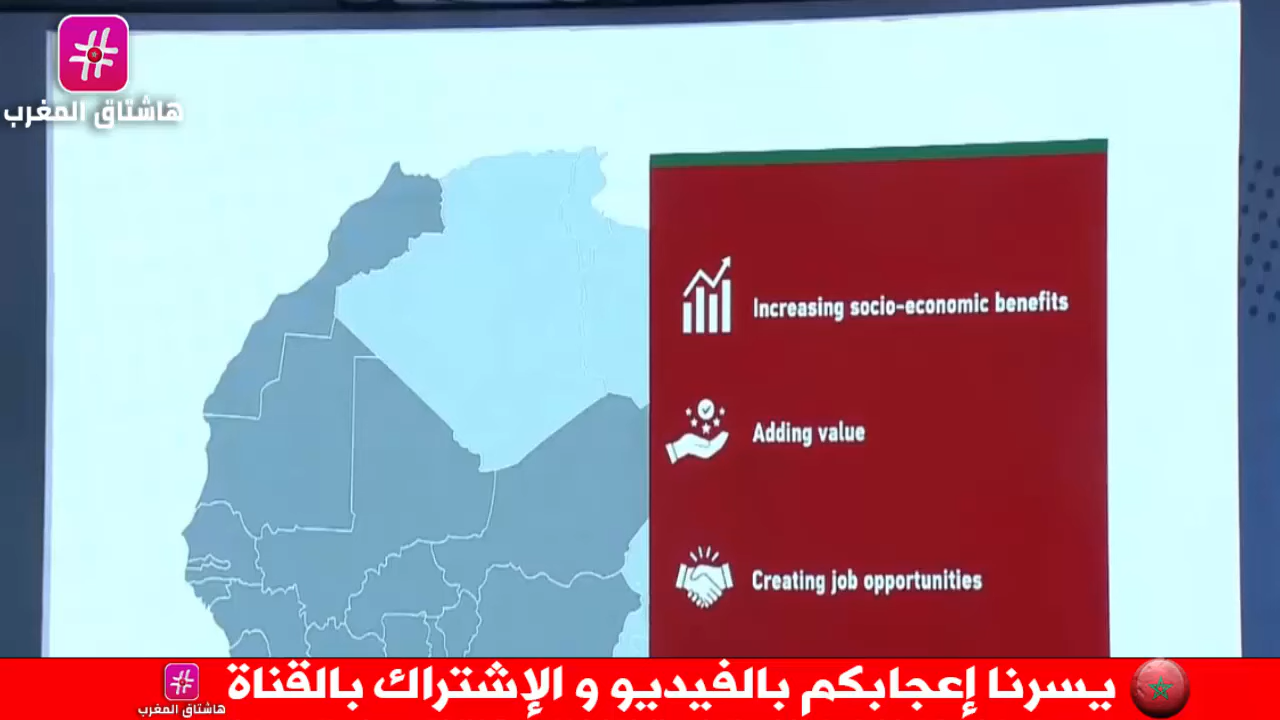 هاشتاق المغرب
Increasing socio-economic benefits
Adding value
Creating job opportunities
يسرنا إعجابكم بالفيديو و الإشتراك بالقناة
هاشتاق المغرب